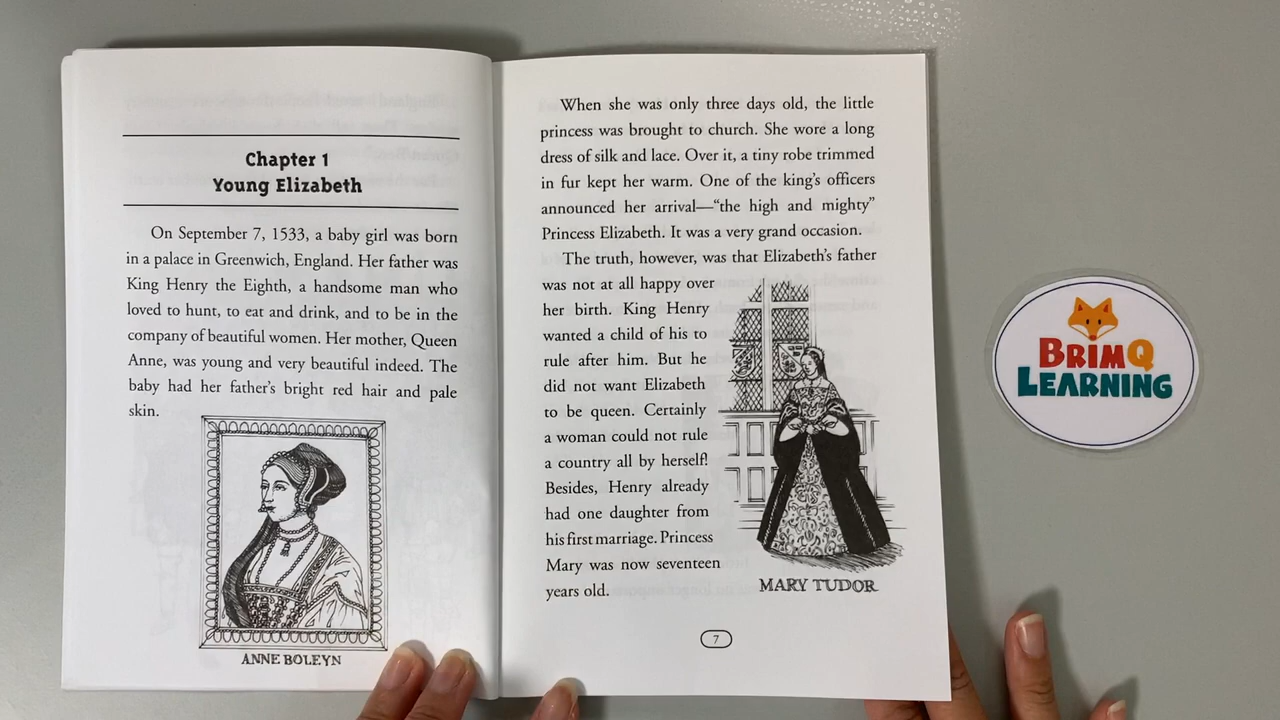 Chapter 1
Young Elizabeth
On September 7, 1533, a baby girl was born
in a palace in Greenwich, England. Her father was
King Henry the Eighth, a handsome man who
loved to hunt, to eat and drink, and to be in the
company of beautiful women. Her mother, Queen
Anne, was young and very beautiful indeed. The
baby had her father's bright red hair and pale
skin.
ANNE BOLEYN
When she was only three days old, the little
princess was brought to church. She wore a long
dress of silk and lace. Over it, a tiny robe trimmed
in fur kept her warm. One of the king's officers
announced her arrival—“the high and mighty”
Princess Elizabeth. It was a very grand occasion.
The truth, however, was that Elizabeth's father
was not at all happy over
her birth. King Henry
wanted a child of his to
rule after him. But he
did not want Elizabeth
to be queen. Certainly
a woman could not rule
a country all by herself!
Besides, Henry already
had one daughter from
his first marriage. Princess
Mary was now seventeen
years old.
MARY TUDOR
7
BRIMQ
LEARNING